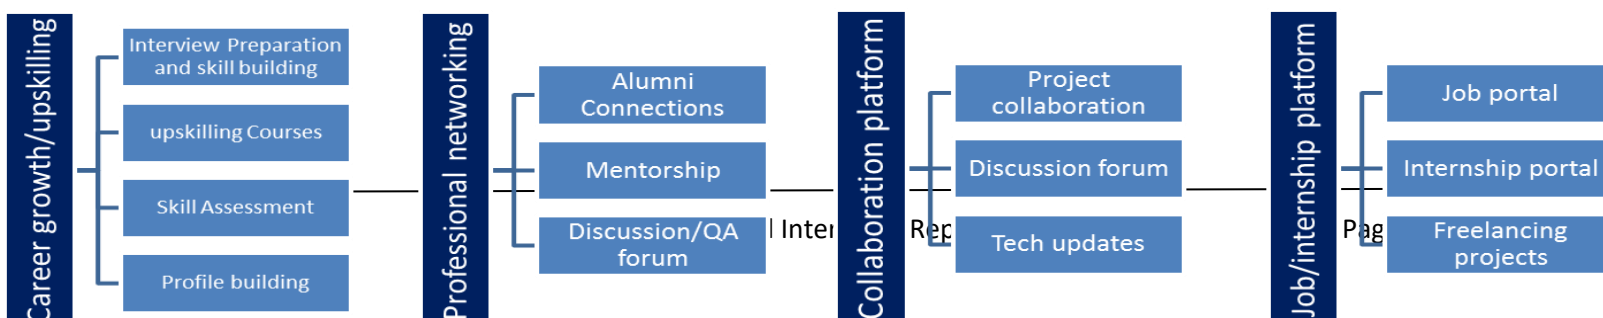 Career growth/upskilling
Interview Preparation
and skill building
upskilling Courses
Skill Assessment
Profile building
Professional networking
Alumni
Connections
Mentorship
Discussion/QA
forum
Collaboration platform
Project
collaboration
Discussion forum
Tech updates
Job/internship platform
Job portal
Internship portal
Freelancing
projects